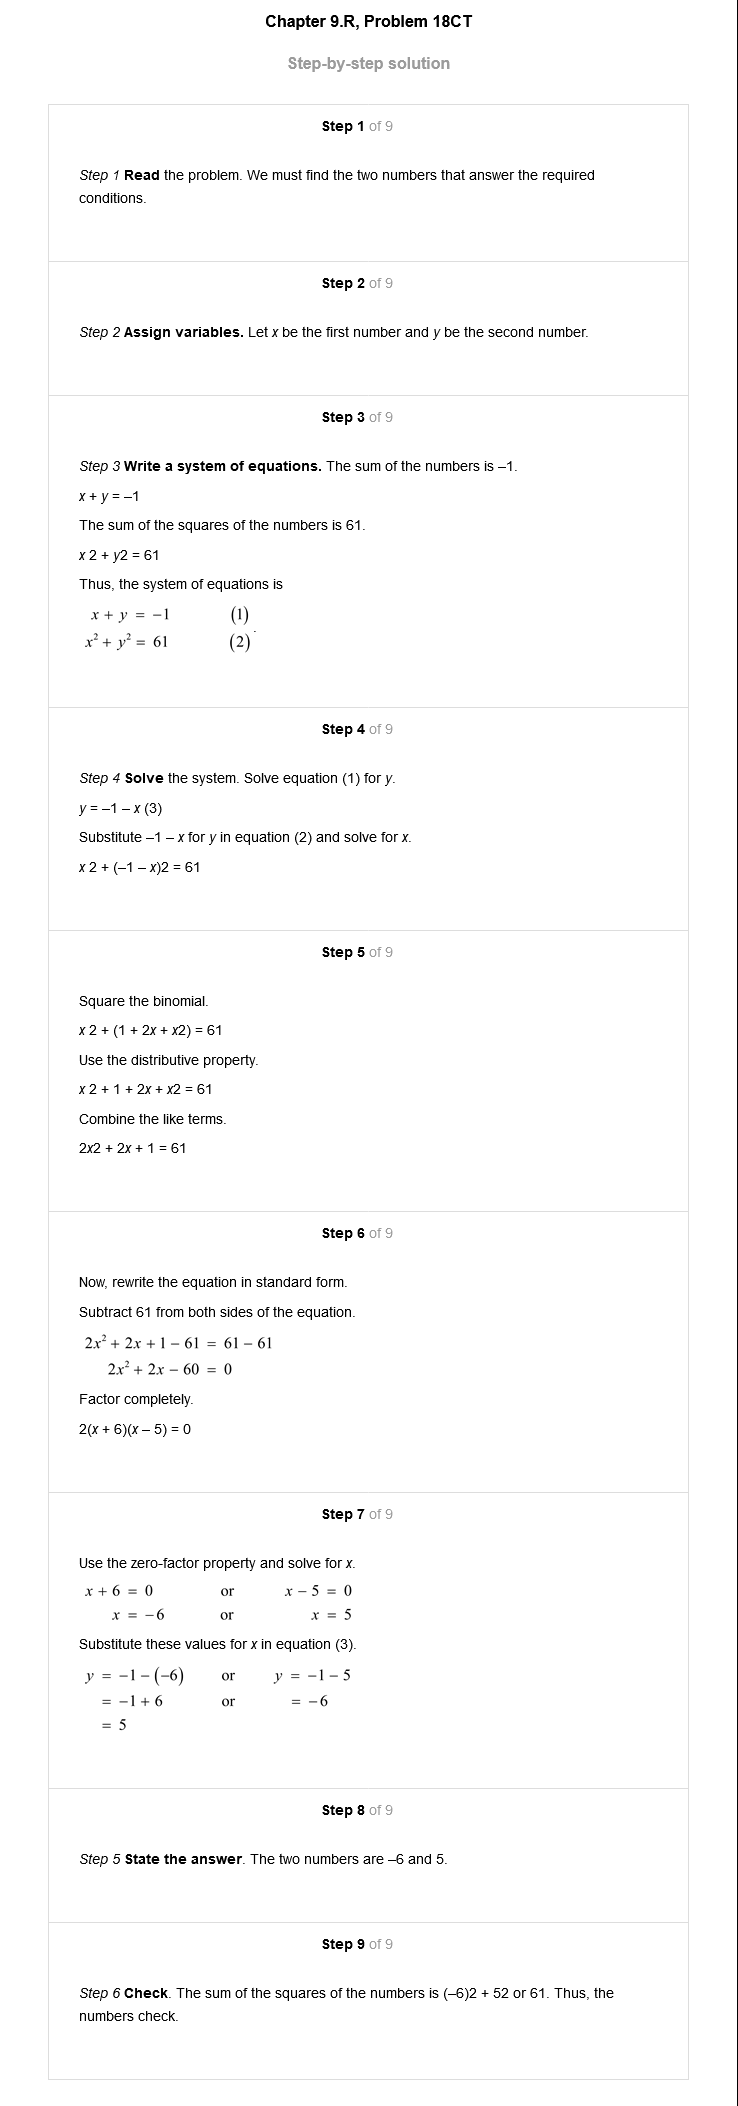 Chapter 9.R, Problem 18CT
Step-by-step solution
Step 1 of 9
Step 1 Read the problem. We must find the two numbers that answer the required
conditions.
Step 2 of 9
Step 2 Assign variables. Let x be the first number and y be the second number.
Step 3 of 9
Step 3 Write a system of equations. The sum of the numbers is –1.
x + y = –1
The sum of the squares of the numbers is 61.
x 2 + y2 = 61
Thus, the system of equations is
x + y = −1 (1)
x² + y² = 61 (2).
Step 4 of 9
Step 4 Solve the system. Solve equation (1) for y.
y = –1 – x (3)
Substitute –1 – x for y in equation (2) and solve for x.
x 2 + (–1 – x)2 = 61
Step 5 of 9
Square the binomial.
x 2 + (1 + 2x + x2) = 61
Use the distributive property.
x 2 + 1 + 2x + x2 = 61
Combine the like terms.
2x2 + 2x + 1 = 61
Step 6 of 9
Now, rewrite the equation in standard form.
Subtract 61 from both sides of the equation.
2x² + 2x + 1 − 61 = 61 − 61
2x² + 2x − 60 = 0
Factor completely.
2(x + 6)(x – 5) = 0
Step 7 of 9
Use the zero-factor property and solve for x.
x + 6 = 0 or x − 5 = 0
x = −6 or x = 5
Substitute these values for x in equation (3).
y = −1 − (−6) or y = −1 − 5
= −1 + 6 or = −6
= 5
Step 8 of 9
Step 5 State the answer. The two numbers are –6 and 5.
Step 9 of 9
Step 6 Check. The sum of the squares of the numbers is (–6)2 + 52 or 61. Thus, the
numbers check.